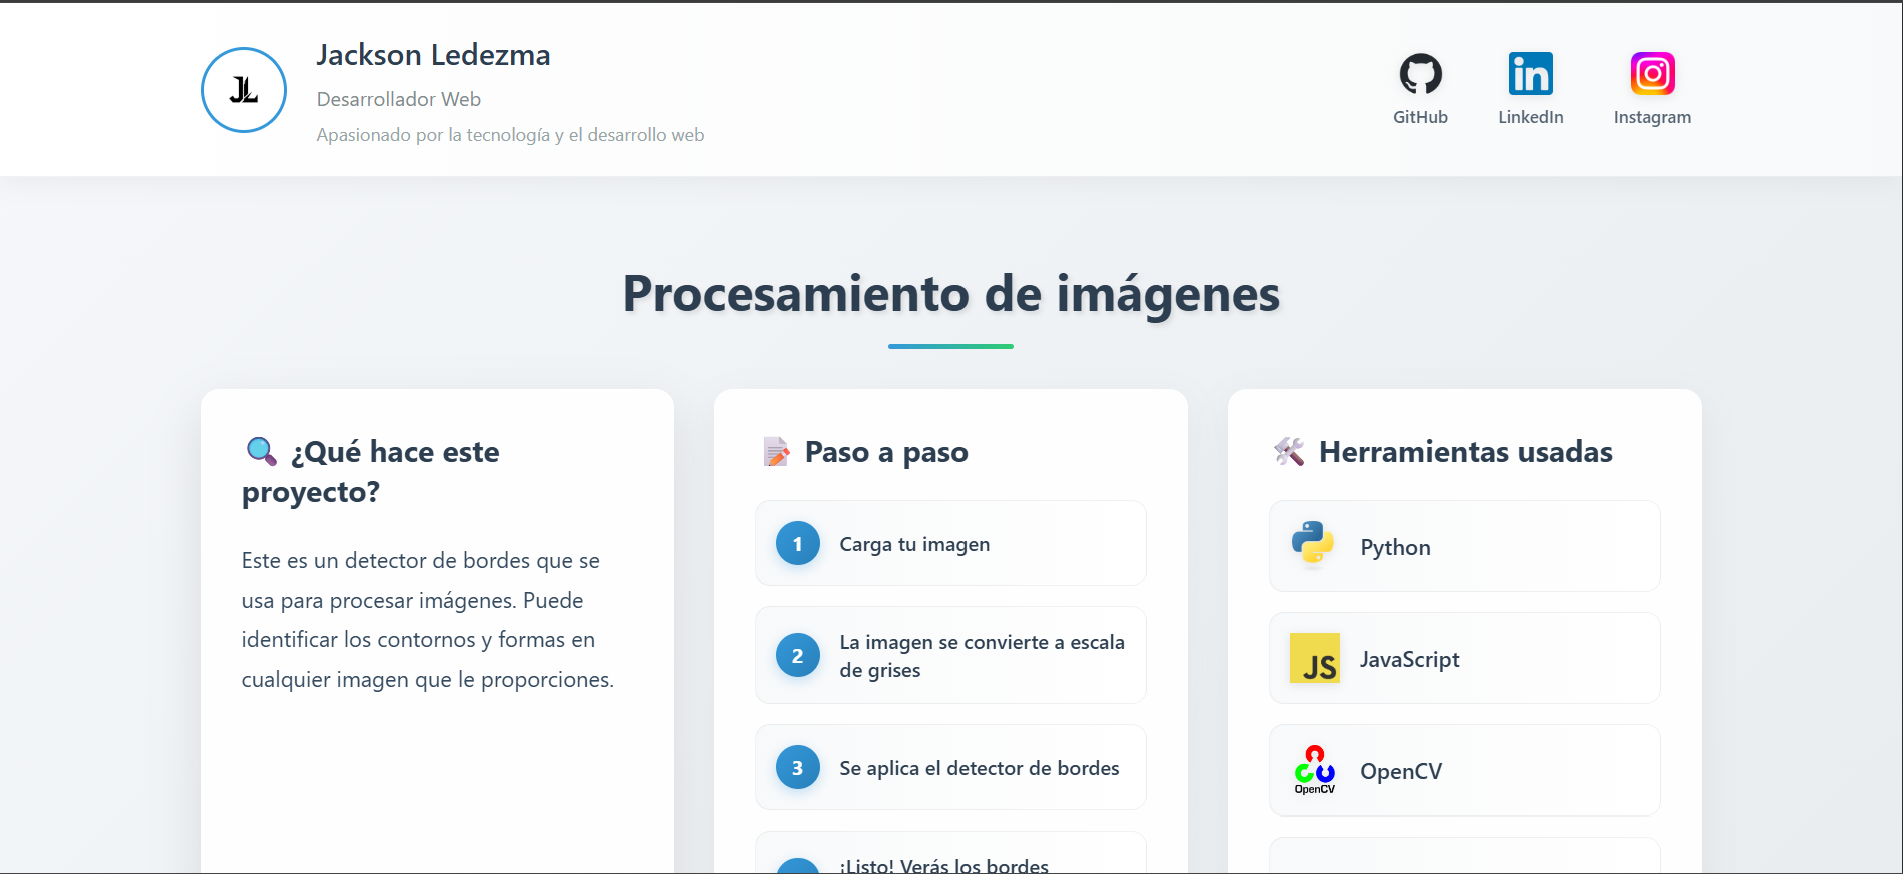 JL
Jackson Ledezma
Desarrollador Web
Apasionado por la tecnología y el desarrollo web
GitHub
LinkedIn
Instagram
Procesamiento de imágenes
¿Qué hace este
proyecto?
Este es un detector de bordes que se
usa para procesar imágenes. Puede
identificar los contornos y formas en
cualquier imagen que le proporciones.
Paso a paso
1
Carga tu imagen
2
La imagen se convierte a escala
de grises
3
Se aplica el detector de bordes
¡Listo! Verás los bordes
Herramientas usadas
Python
JS
JavaScript
OpenCV
OpenCV